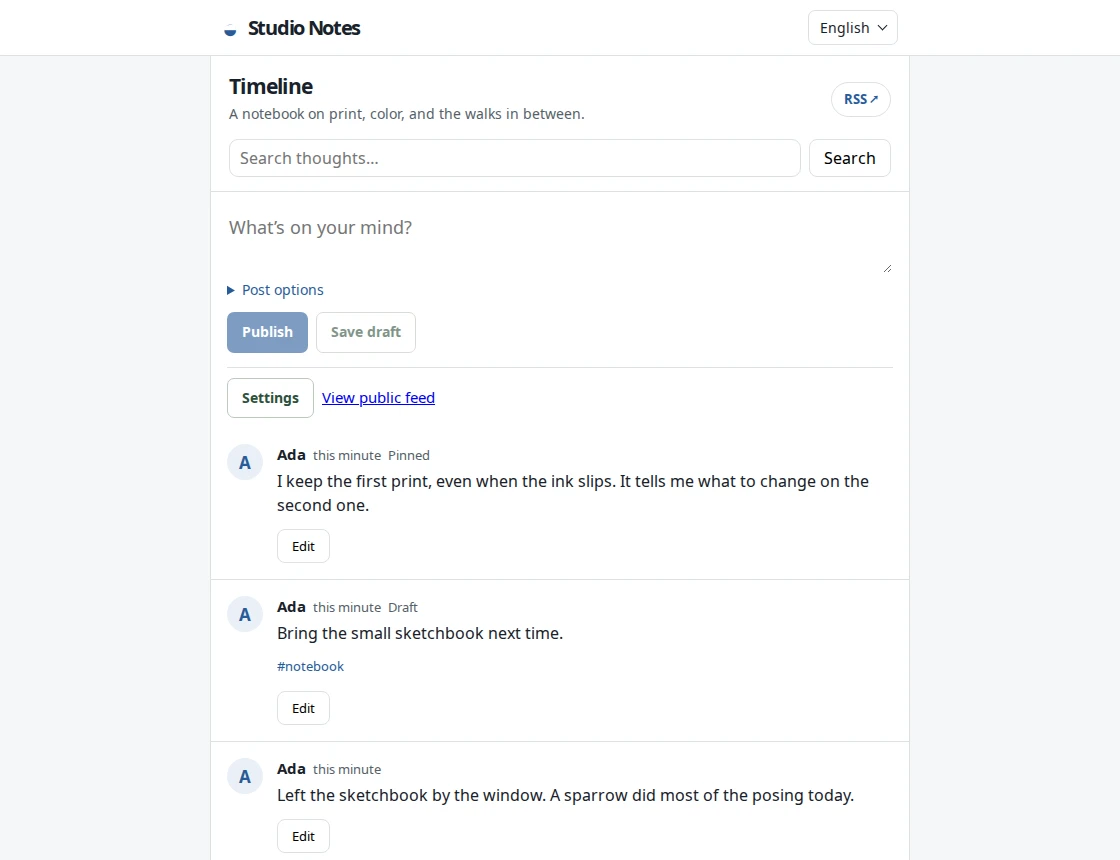 Studio Notes
English
Timeline
A notebook on print, color, and the walks in between.
RSS↗
Search thoughts...
Search
What's on your mind?
Post options
Publish
Save draft
Settings
View public feed
A
Ada this minute Pinned
I keep the first print, even when the ink slips. It tells me what to change on the
second one.
Edit
A
Ada this minute Draft
Bring the small sketchbook next time.
#notebook
Edit
A
Ada this minute
Left the sketchbook by the window. A sparrow did most of the posing today.
Edit